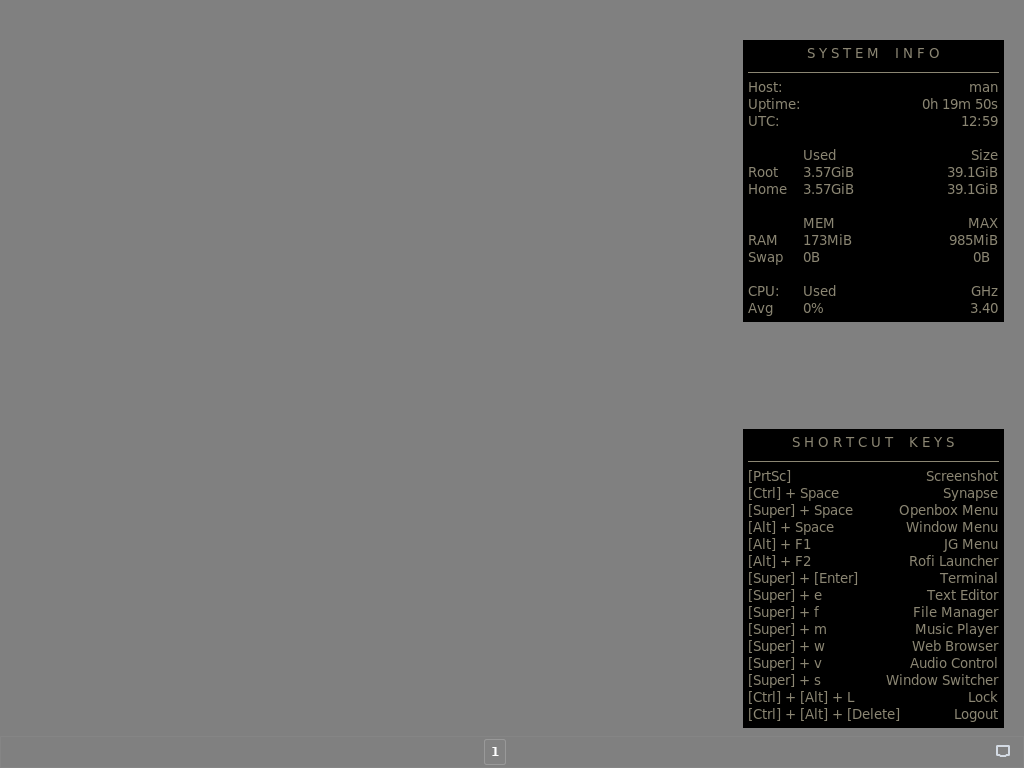 SYSTEM INFO
Host: man
Uptime: 0h 19m 50s
UTC: 12:59
Used Size
Root 3.57GiB 39.1GiB
Home 3.57GiB 39.1GiB
MEM MAX
RAM 173MiB 985MiB
Swap 0B 0B
CPU: Used GHz
Avg 0% 3.40
SHORTCUT KEYS
[PrtSc] Screenshot
[Ctrl] + Space Synapse
[Super] + Space Openbox Menu
[Alt] + Space Window Menu
[Alt] + F1 JG Menu
[Alt] + F2 Rofi Launcher
[Super] + [Enter] Terminal
[Super] + e Text Editor
[Super] + f File Manager
[Super] + m Music Player
[Super] + w Web Browser
[Super] + v Audio Control
[Super] + s Window Switcher
[Ctrl] + [Alt] + L Lock
[Ctrl] + [Alt] + [Delete] Logout
1